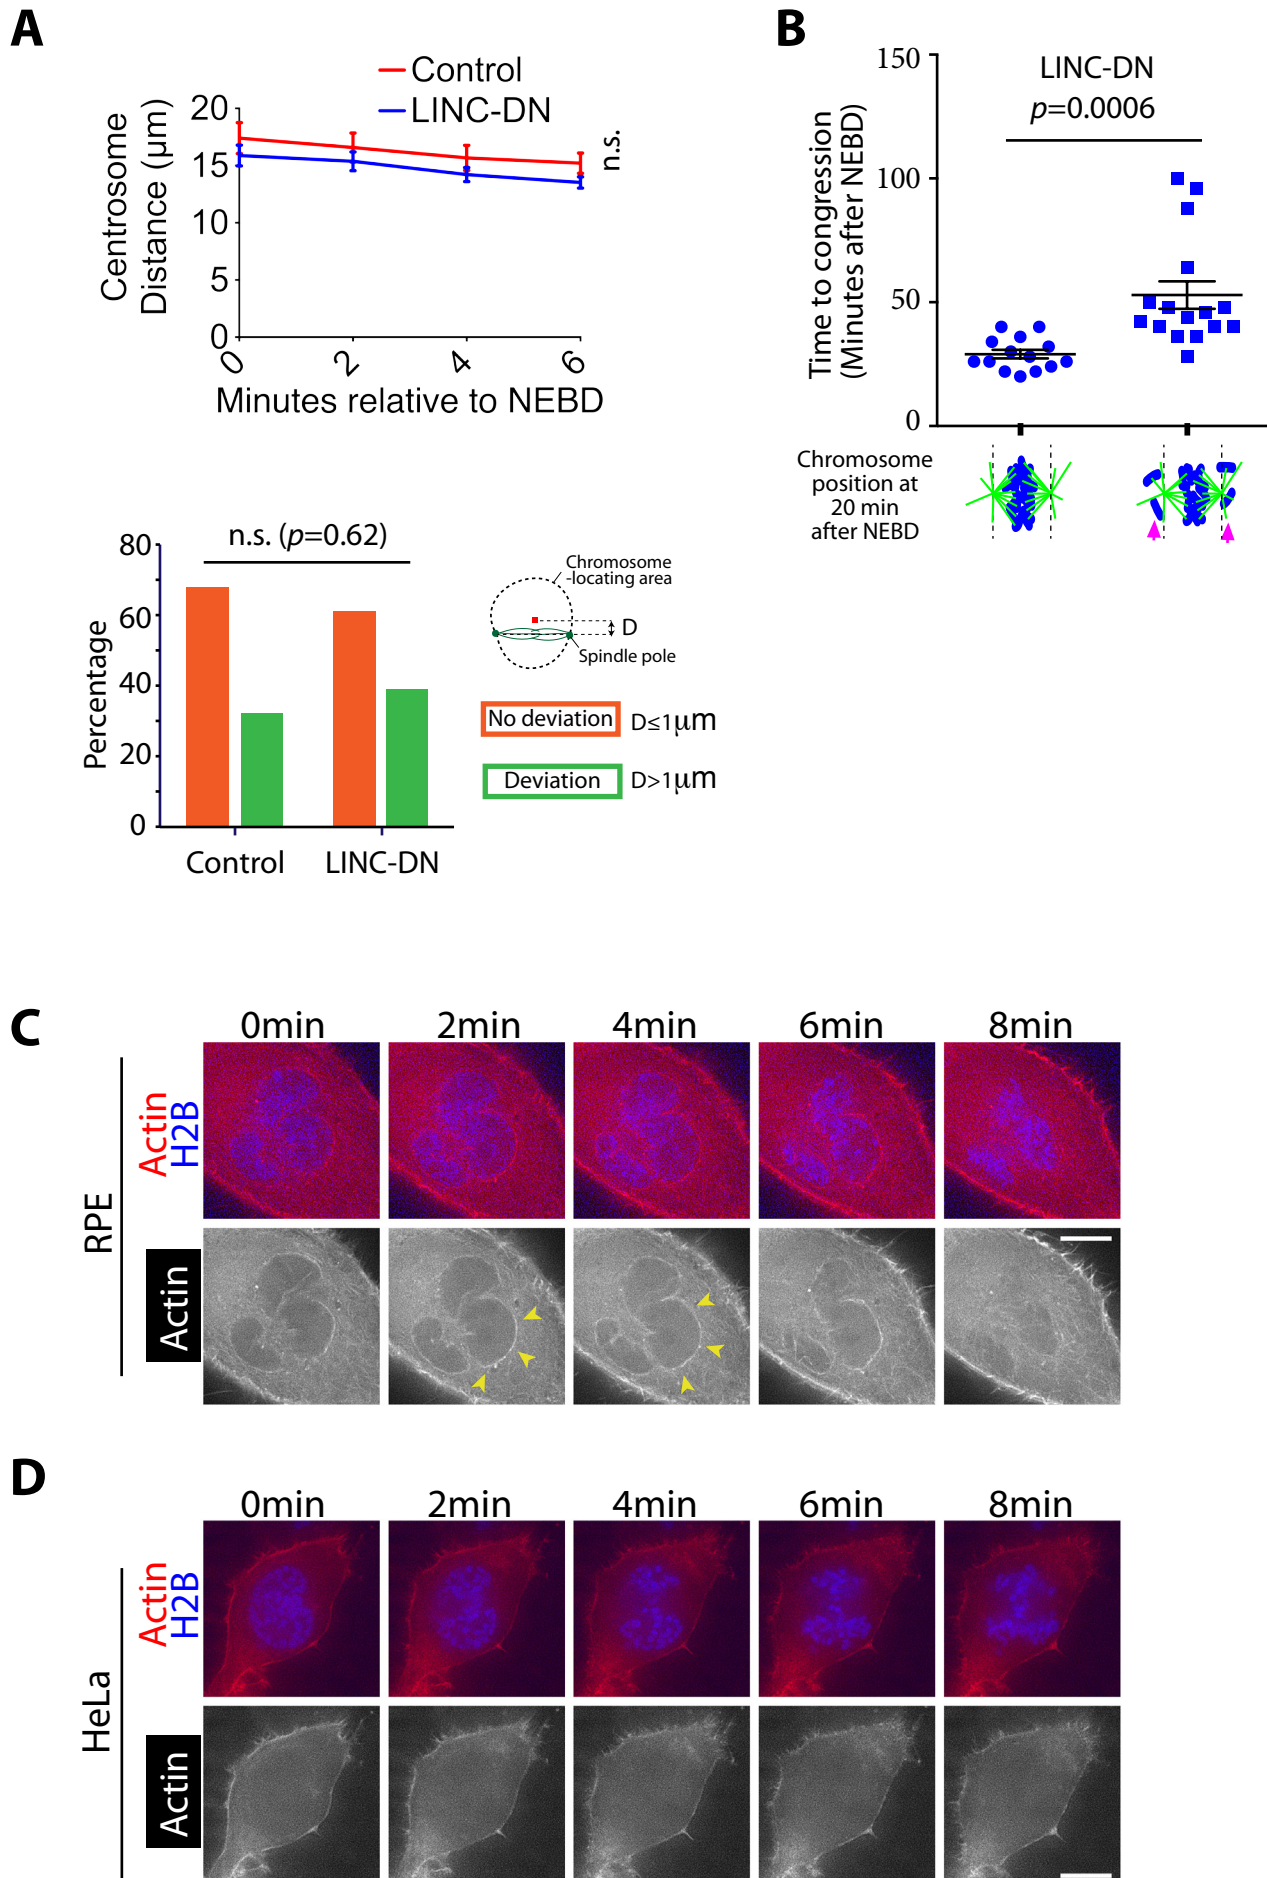 A
Control
LINC-DN
Centrosome
Distance (μm)
20
15
10
5
0
n.s.
0 2 4 6
Minutes relative to NEBD
80
60
40
20
0
Percentage
n.s. (p=0.62)
Control LINC-DN
Chromosome
-locating area
D
Spindle pole
No deviation D≤1μm
Deviation D>1μm
B
LINC-DN
p=0.0006
Time to congression
(Minutes after NEBD)
150
100
50
0
Chromosome
position at
20 min
after NEBD
C
0min 2min 4min 6min 8min
RPE
Actin
H2B
Actin
D
0min 2min 4min 6min 8min
HeLa
Actin
H2B
Actin